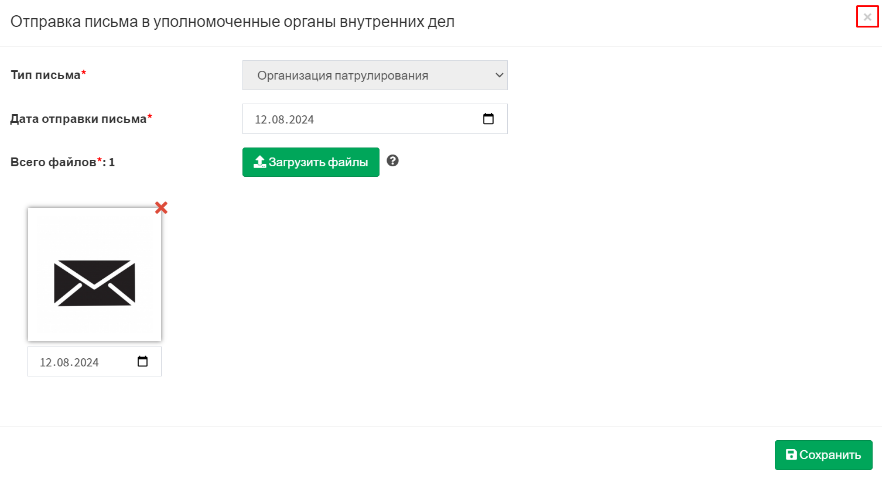 Отправка письма в уполномоченные органы внутренних дел
Тип письма*
Организация патрулирования
Дата отправки письма*
12.08.2024
Всего файлов*: 1
Загрузить файлы
12.08.2024
Сохранить